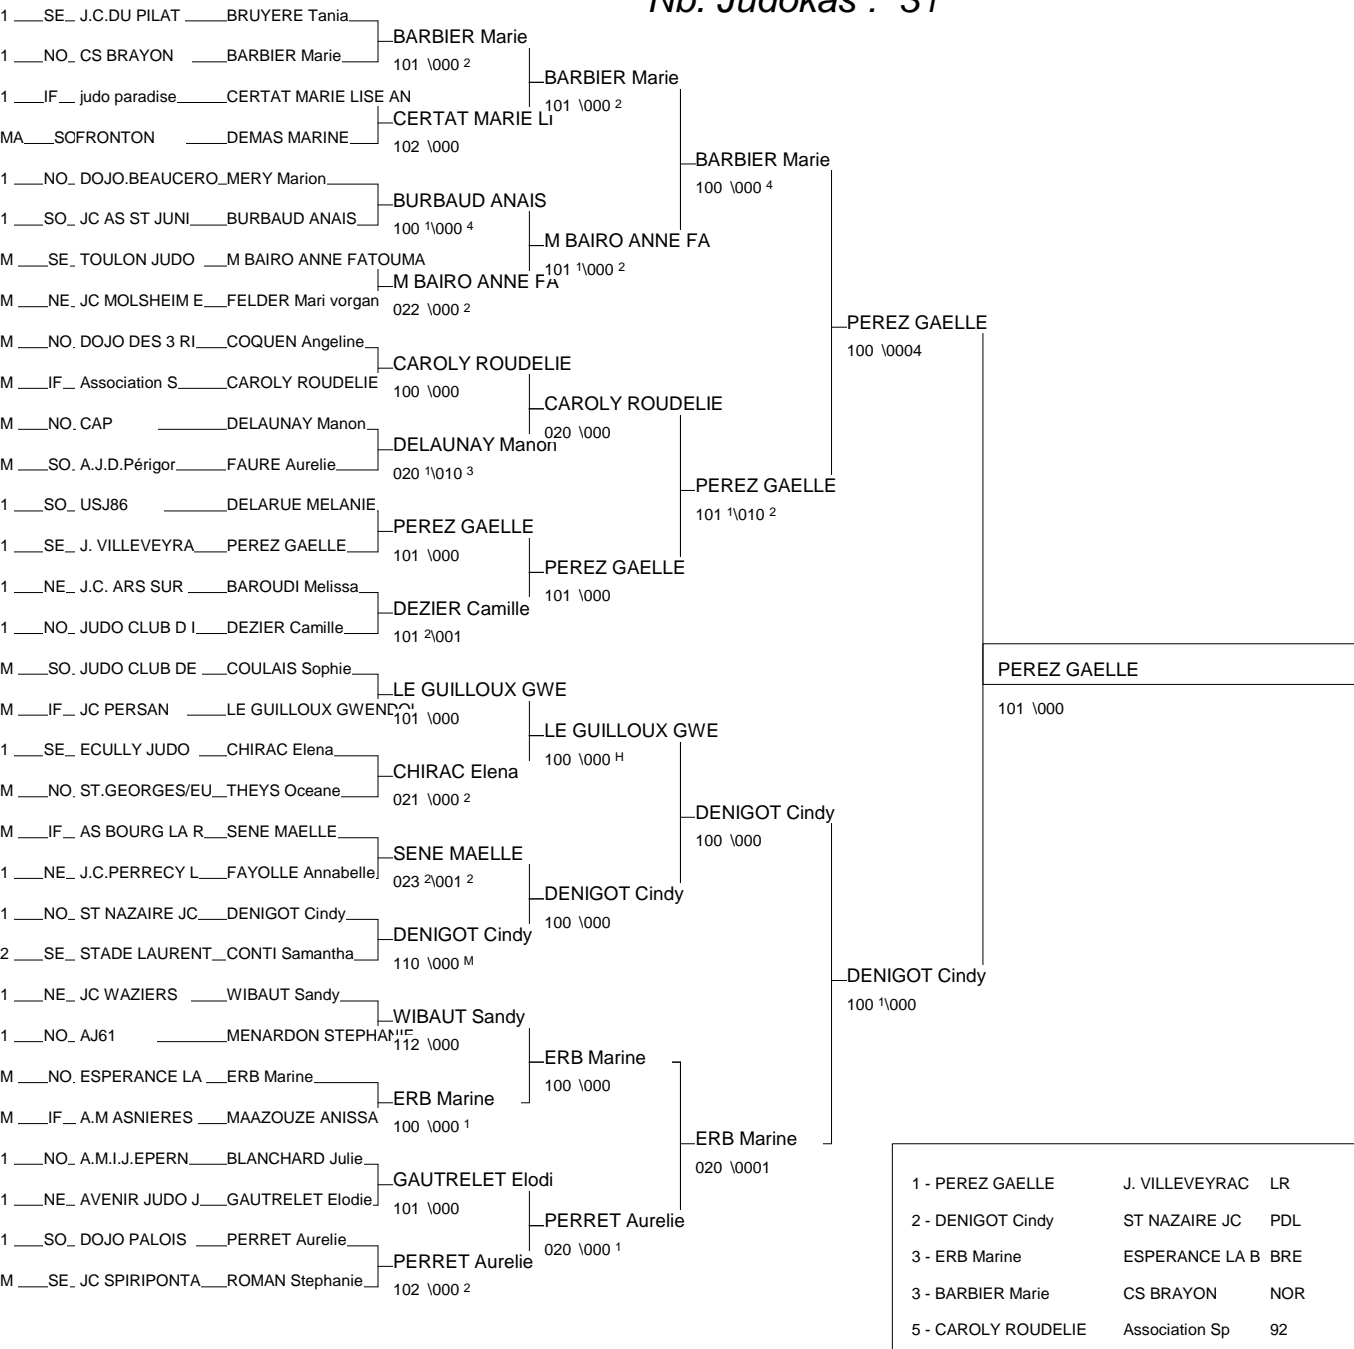 Nb. Judokas : 31
1 SE J.C.DU PILAT BRUYERE Tania
BARBIER Marie
1 NO CS BRAYON BARBIER Marie
101 \000 2
BARBIER Marie
1 IF judo paradise CERTAT MARIE LISE AN
101 \000 2
CERTAT MARIE LI
MA SO FRONTON DEMAS MARINE
102 \000
BARBIER Marie
1 NO DOJO.BEAUCERO MERY Marion
100 \000 4
BURBAUD ANAIS
1 SO JC AS ST JUNI BURBAUD ANAIS
100 1\000 4
M BAIRO ANNE FA
M SE TOULON JUDO M BAIRO ANNE FATOUMA
101 1\000 2
M BAIRO ANNE FA
M NE JC MOLSHEIM E FELDER Mari vorgan
022 \000 2
PEREZ GAELLE
M NO DOJO DES 3 RI COQUEN Angeline
100 \0004
CAROLY ROUDELIE
M IF Association S CAROLY ROUDELIE
100 \000
CAROLY ROUDELIE
M NO CAP DELAUNAY Manon
020 \000
DELAUNAY Manon
M SO A.J.D.Périgor FAURE Aurelie
020 1\010 3
PEREZ GAELLE
1 SO USJ86 DELARUE MELANIE
101 1\010 2
PEREZ GAELLE
1 SE J. VILLEVEYRA PEREZ GAELLE
101 \000
PEREZ GAELLE
1 NE J.C. ARS SUR BAROUDI Melissa
101 \000
DEZIER Camille
1 NO JUDO CLUB D I DEZIER Camille
101 2\001
M SO JUDO CLUB DE COULAIS Sophie
PEREZ GAELLE
LE GUILLOUX GWE
M IF JC PERSAN LE GUILLOUX GWENDOL
101 \000
101 \000
LE GUILLOUX GWE
1 SE ECULLY JUDO CHIRAC Elena
100 \000 H
CHIRAC Elena
M NO ST.GEORGES/EU THEYS Oceane
021 \000 2
DENIGOT Cindy
M IF AS BOURG LA R SENE MAELLE
100 \000
SENE MAELLE
1 NE J.C.PERRECY L FAYOLLE Annabelle
023 2\001 2
DENIGOT Cindy
1 NO ST NAZAIRE JC DENIGOT Cindy
100 \000
DENIGOT Cindy
2 SE STADE LAURENT CONTI Samantha
110 \000 M
DENIGOT Cindy
1 NE JC WAZIERS WIBAUT Sandy
100 1\000
WIBAUT Sandy
1 NO AJ61 MENARDON STEPHANIE
112 \000
ERB Marine
M NO ESPERANCE LA ERB Marine
100 \000
ERB Marine
M IF A.M ASNIERES MAAZOUZE ANISSA
100 \000 1
ERB Marine
1 NO A.M.I.J.EPERN BLANCHARD Julie
020 \0001
GAUTRELET Elodi
1 - PEREZ GAELLE J. VILLEVEYRAC LR
1 NE AVENIR JUDO J GAUTRELET Elodie
101 \000
PERRET Aurelie
2 - DENIGOT Cindy ST NAZAIRE JC PDL
1 SO DOJO PALOIS PERRET Aurelie
020 \000 1
3 - ERB Marine ESPERANCE LA B BRE
PERRET Aurelie
M SE JC SPIRIPONTA ROMAN Stephanie
102 \000 2
3 - BARBIER Marie CS BRAYON NOR
5 - CAROLY ROUDELIE Association Sp 92